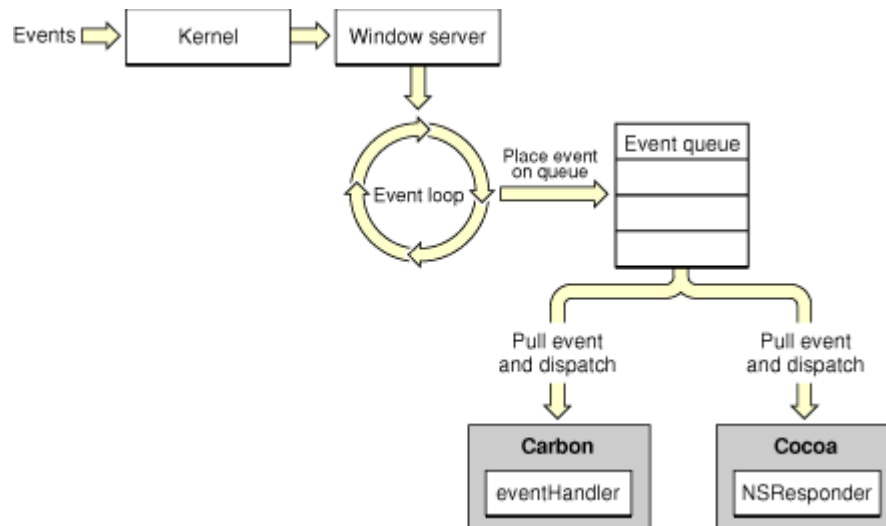 Events
Kernel
Window server
Event loop
Place event
on queue
Event queue
Pull event
and dispatch
Pull event
and dispatch
Carbon
eventHandler
Cocoa
NSResponder